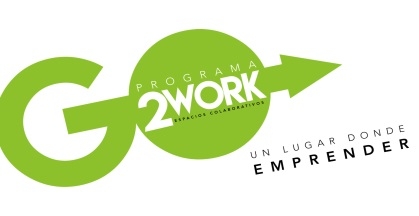 GO
PROGRAMA
2WORK
ESPACIOS COLABORATIVOS
UN LUGAR DONDE
EMPRENDER